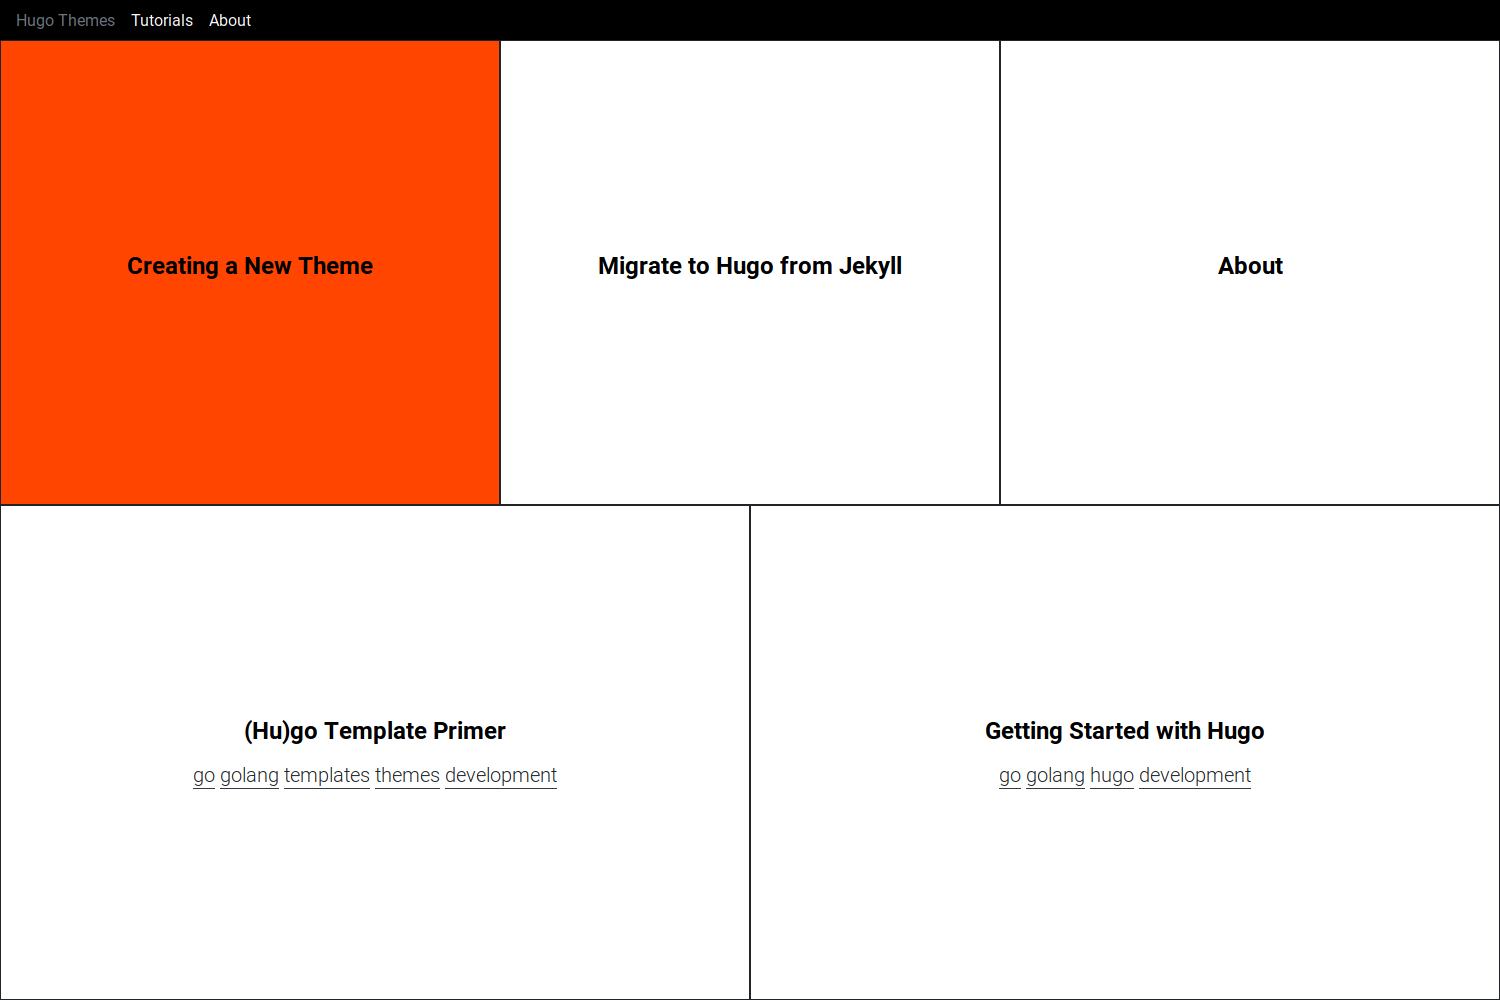 Hugo Themes Tutorials About
Creating a New Theme
Migrate to Hugo from Jekyll
About
(Hu)go Template Primer
go golang templates themes development
Getting Started with Hugo
go golang hugo development